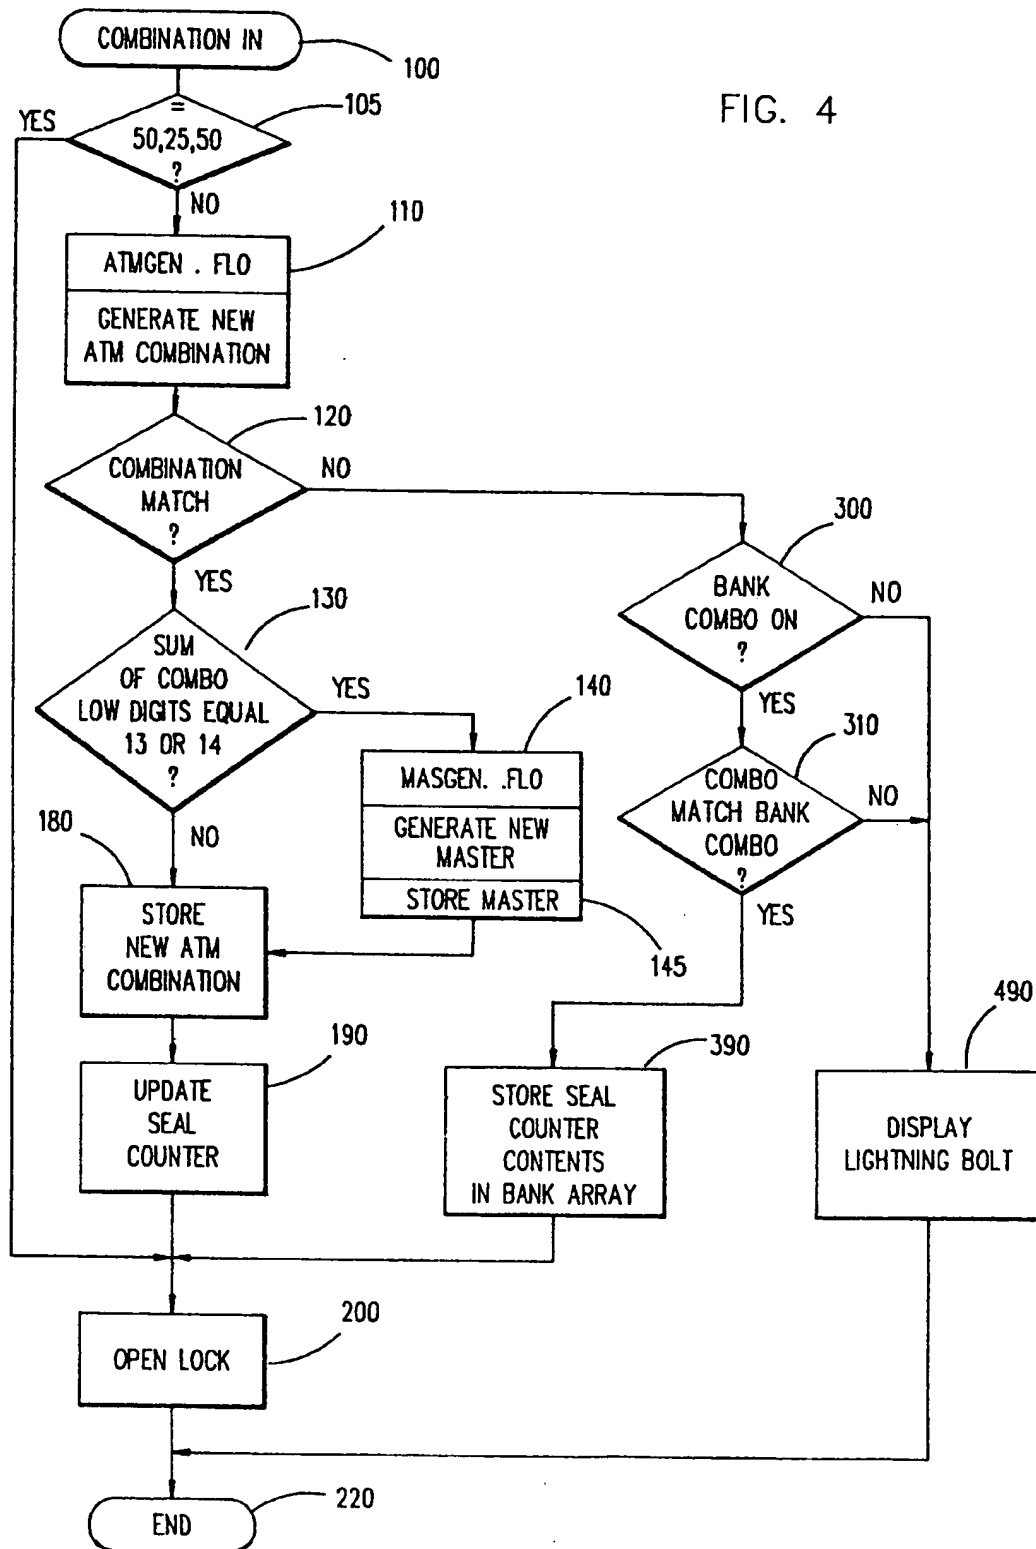 COMBINATION IN
100
FIG. 4
105
YES
=
50,25,50
?
NO
110
ATMGEN . FLO
GENERATE NEW
ATM COMBINATION
120
COMBINATION
MATCH
?
NO
YES
300
BANK
COMBO ON
?
NO
YES
130
SUM
OF COMBO
LOW DIGITS EQUAL
13 OR 14
?
YES
NO
140
MASGEN. .FLO
GENERATE NEW
MASTER
STORE MASTER
145
310
COMBO
MATCH BANK
COMBO
?
NO
YES
180
STORE
NEW ATM
COMBINATION
190
UPDATE
SEAL
COUNTER
390
STORE SEAL
COUNTER
CONTENTS
IN BANK ARRAY
490
DISPLAY
LIGHTNING BOLT
200
OPEN LOCK
220
END